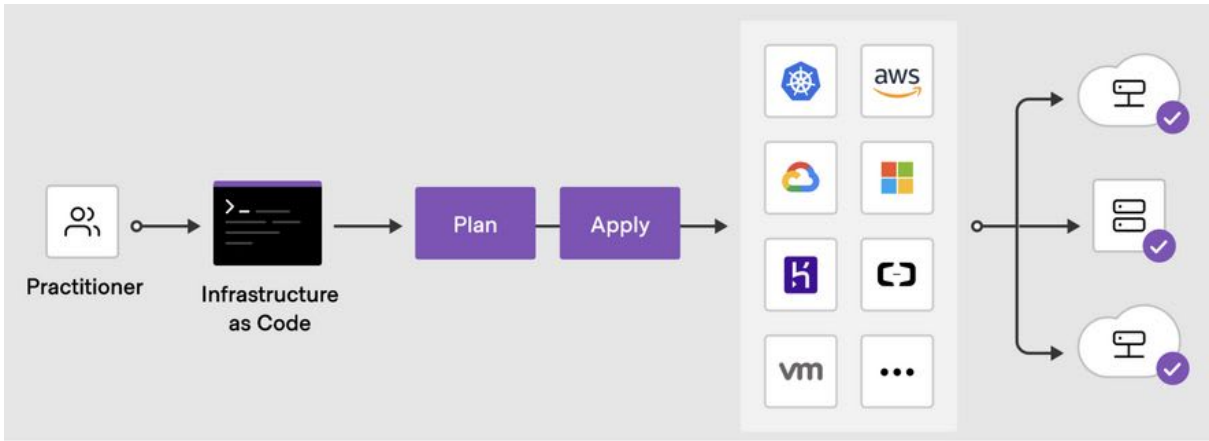 Practitioner
>_
Infrastructure
as Code
Plan
Apply
aws
vm